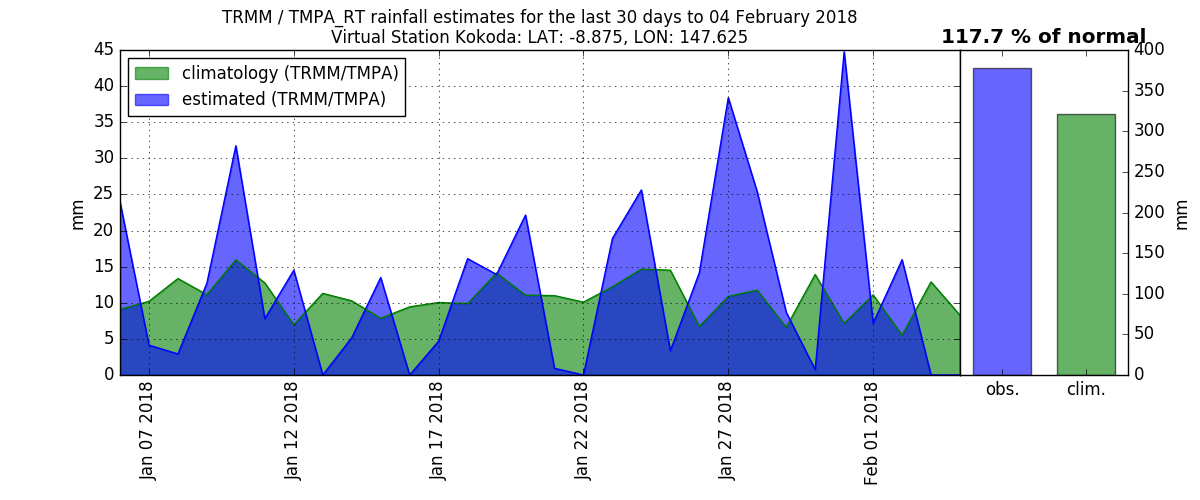 TRMM / TMPA_RT rainfall estimates for the last 30 days to 04 February 2018
Virtual Station Kokoda: LAT: -8.875, LON: 147.625
117.7 % of normal
climatology (TRMM/TMPA)
estimated (TRMM/TMPA)
mm
45
40
35
30
25
20
15
10
5
0
Jan 07 2018
Jan 12 2018
Jan 17 2018
Jan 22 2018
Jan 27 2018
Feb 01 2018
obs.
clim.
400
350
300
250
200
150
100
50
0
mm